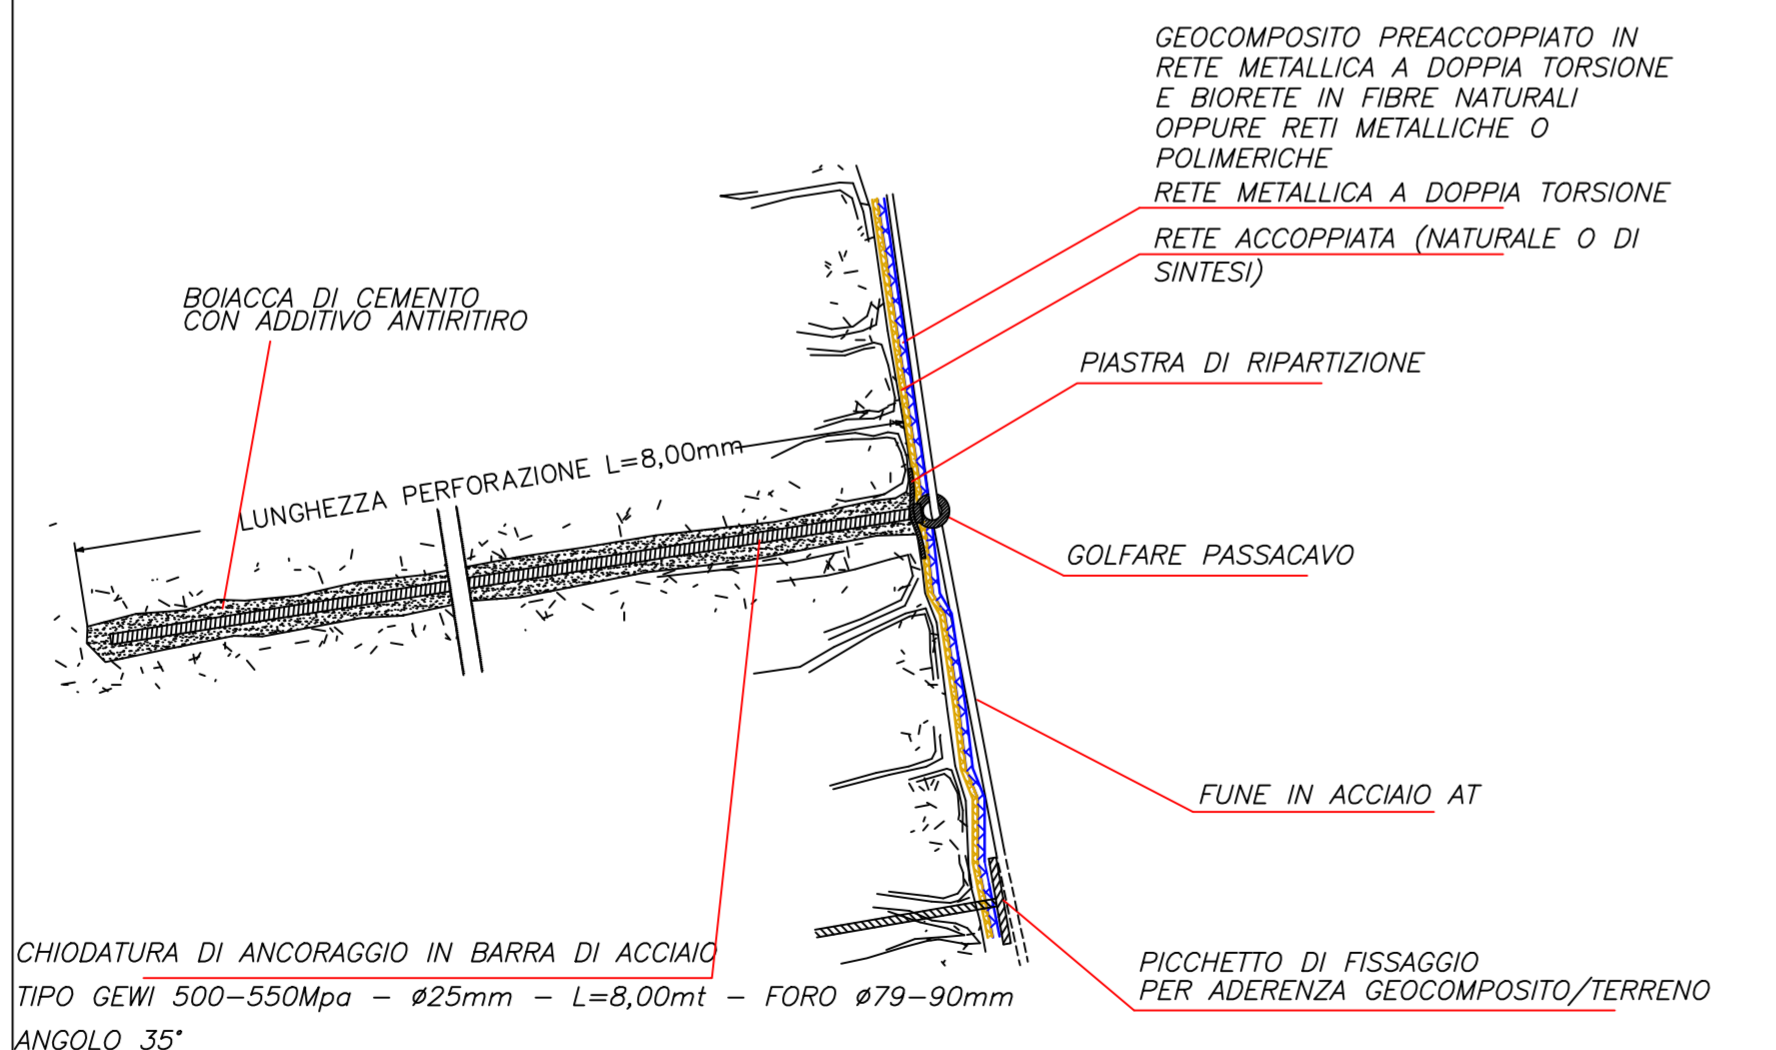 GEOCOMPOSITO PREACCOPPIATO IN
RETE METALLICA A DOPPIA TORSIONE
E BIORETE IN FIBRE NATURALI
OPPURE RETI METALLICHE O
POLIMERICHE
RETE METALLICA A DOPPIA TORSIONE
RETE ACCOPPIATA (NATURALE O DI
SINTESI)
BOIACCA DI CEMENTO
CON ADDITIVO ANTIRITIRO
PIASTRA DI RIPARTIZIONE
LUNGHEZZA PERFORAZIONE L=8,00mm
GOLFARE PASSACAVO
FUNE IN ACCIAIO AT
CHIODATURA DI ANCORAGGIO IN BARRA DI ACCIAIO
TIPO GEWI 500-550Mpa - ø25mm - L=8,00mt - FORO ø79-90mm
ANGOLO 35°
PICCHETTO DI FISSAGGIO
PER ADERENZA GEOCOMPOSITO/TERRENO